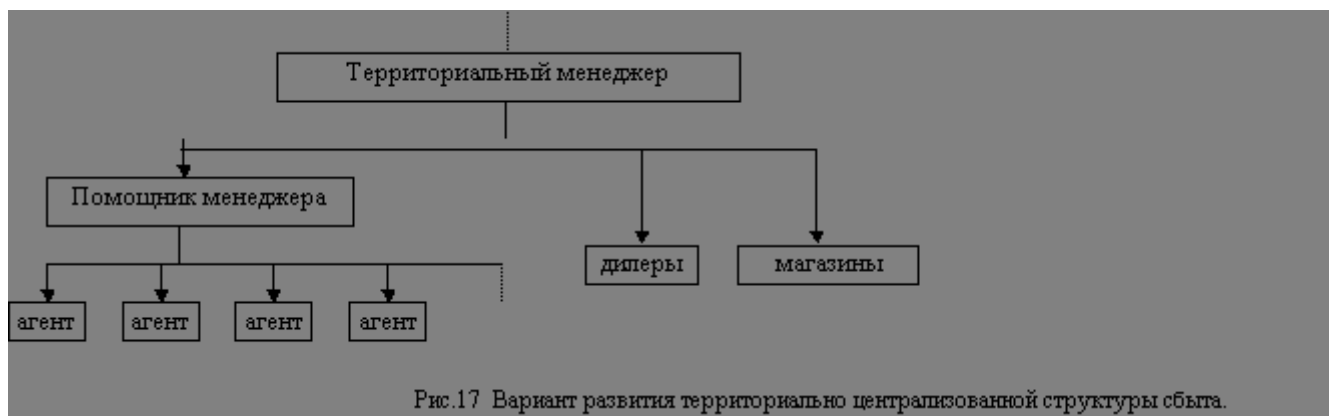 Территориальный менеджер
Помощник менеджера
дилеры
магазины
агент
агент
агент
агент
Рис.17 Вариант развития территориально централизованной структуры сбыта.